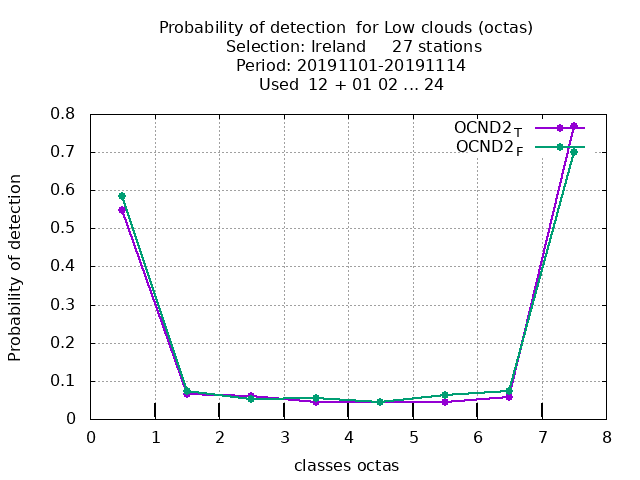 Probability of detection  for Low clouds (octas)
Selection: Ireland     27 stations
Period: 20191101-20191114
Used  12 + 01 02 ... 24
OCND2T
OCND2F
Probability of detection
0.8
0.7
0.6
0.5
0.4
0.3
0.2
0.1
0
0 1 2 3 4 5 6 7 8
classes octas